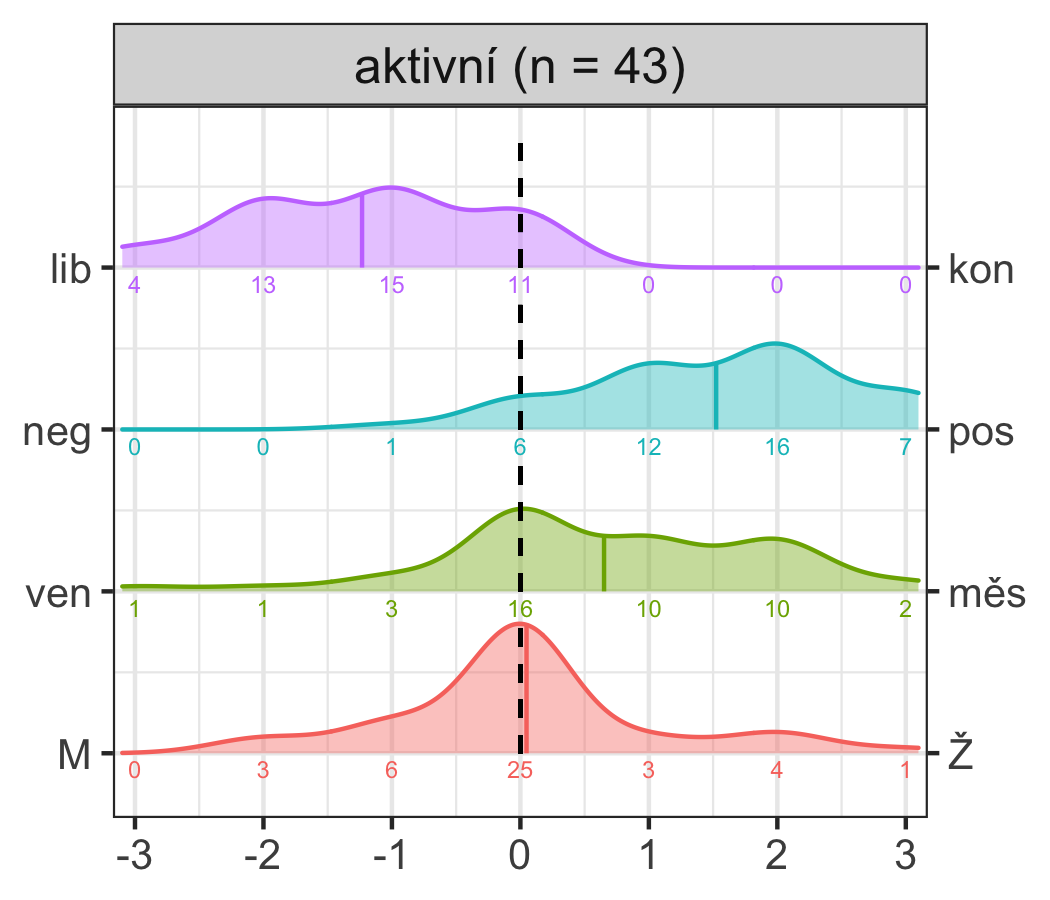 aktivní (n = 43)
lib kon
4 13 15 11 0 0 0
neg pos
0 0 1 6 12 16 7
ven měs
1 1 3 16 10 10 2
M Ž
0 3 6 25 3 4 1
-3 -2 -1 0 1 2 3